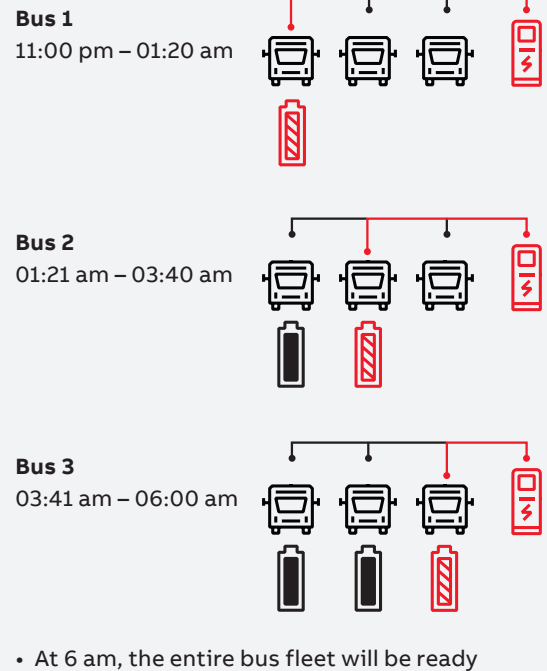 Bus 1
11:00 pm – 01:20 am
Bus 2
01:21 am – 03:40 am
Bus 3
03:41 am – 06:00 am
• At 6 am, the entire bus fleet will be ready